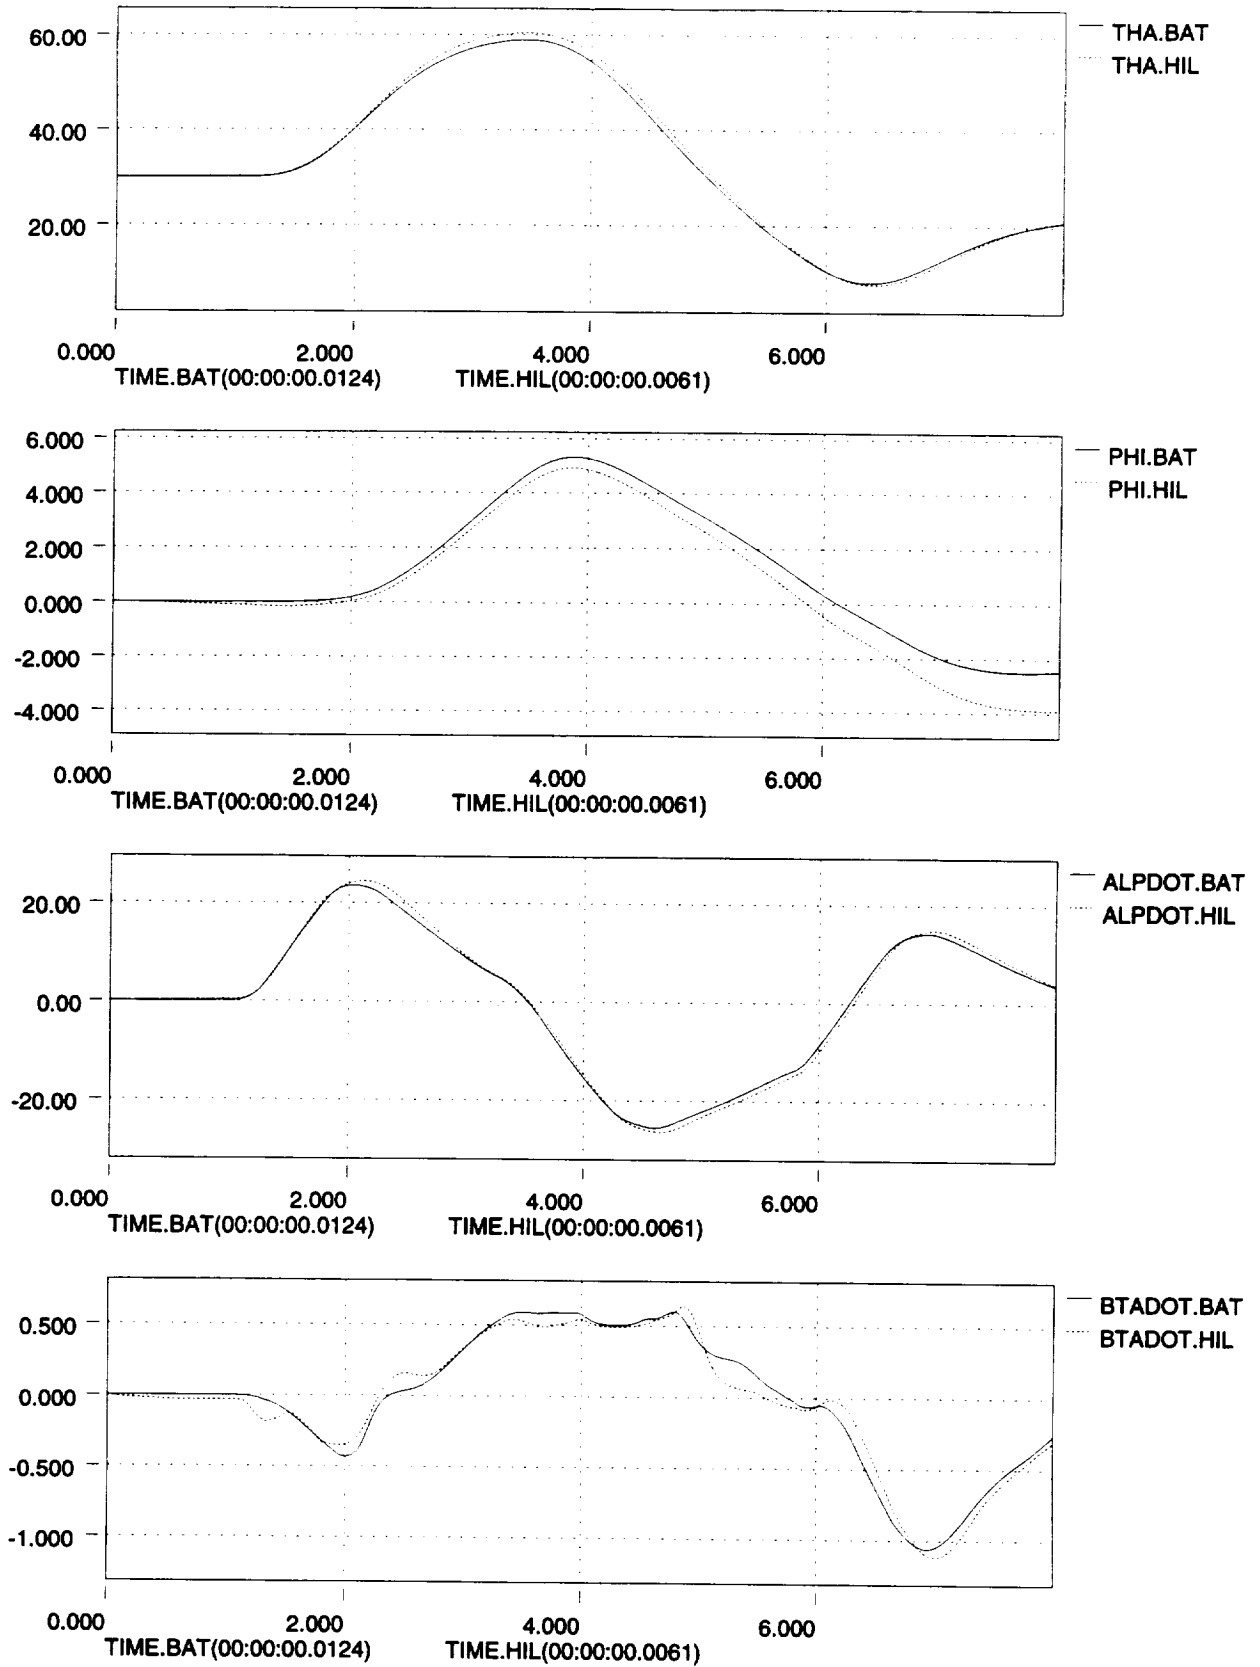 60.00
40.00
20.00
THA.BAT
THA.HIL
0.000 2.000 4.000 6.000
TIME.BAT(00:00:00.0124) TIME.HIL(00:00:00.0061)
6.000
4.000
2.000
0.000
-2.000
-4.000
PHI.BAT
PHI.HIL
0.000 2.000 4.000 6.000
TIME.BAT(00:00:00.0124) TIME.HIL(00:00:00.0061)
20.00
0.00
-20.00
ALPDOT.BAT
ALPDOT.HIL
0.000 2.000 4.000 6.000
TIME.BAT(00:00:00.0124) TIME.HIL(00:00:00.0061)
0.500
0.000
-0.500
-1.000
BTADOT.BAT
BTADOT.HIL
0.000 2.000 4.000 6.000
TIME.BAT(00:00:00.0124) TIME.HIL(00:00:00.0061)